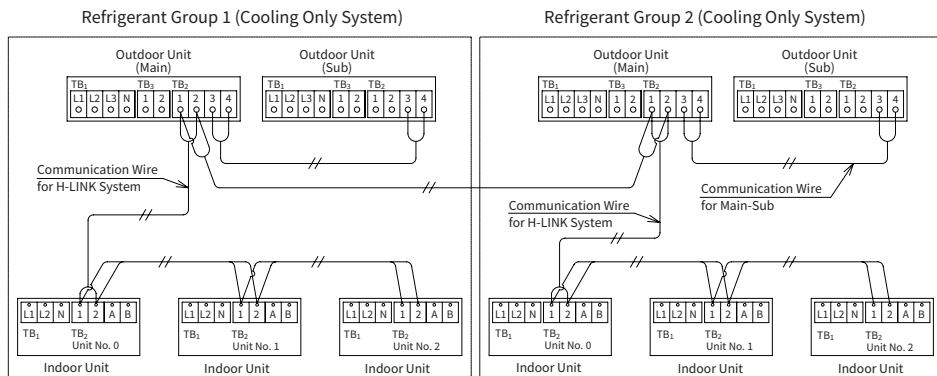 Refrigerant Group 1 (Cooling Only System)
Refrigerant Group 2 (Cooling Only System)
Outdoor Unit
(Main)
Outdoor Unit
(Sub)
Outdoor Unit
(Main)
Outdoor Unit
(Sub)
TB1 TB3 TB2
L1 L2 L3 N 1 2 1 2 3 4
TB1 TB3 TB2
L1 L2 L3 N 1 2 1 2 3 4
TB1 TB3 TB2
L1 L2 L3 N 1 2 1 2 3 4
TB1 TB3 TB2
L1 L2 L3 N 1 2 1 2 3 4
Communication Wire
for H-LINK System
Communication Wire
for H-LINK System
Communication Wire
for Main-Sub
L1 L2 N 1 2 A B
TB1 TB2
Unit No. 0
Indoor Unit
L1 L2 N 1 2 A B
TB1 TB2
Unit No. 1
Indoor Unit
L1 L2 N 1 2 A B
TB1 TB2
Unit No. 2
Indoor Unit
L1 L2 N 1 2 A B
TB1 TB2
Unit No. 0
Indoor Unit
L1 L2 N 1 2 A B
TB1 TB2
Unit No. 1
Indoor Unit
L1 L2 N 1 2 A B
TB1 TB2
Unit No. 2
Indoor Unit